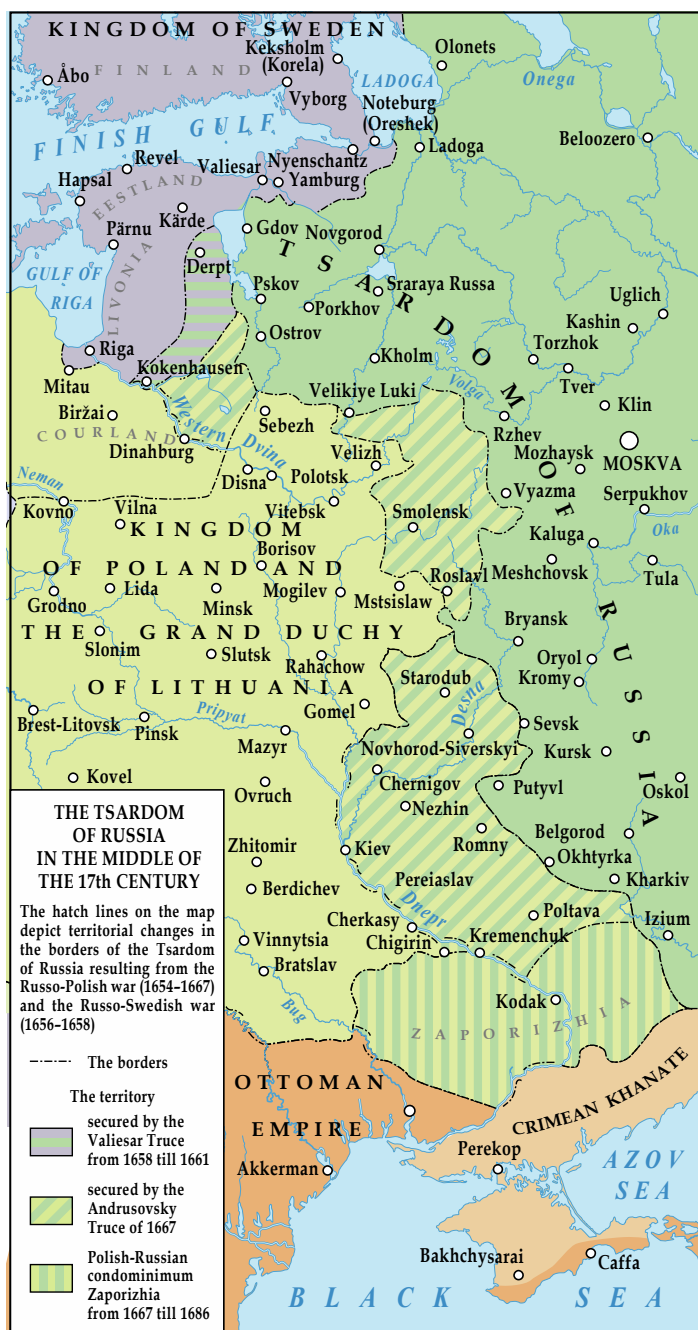 KINGDOM OF SWEDEN
Keksholm
(Korela)
Olonets
FINLAND
LADOGA
Onega
Åbo
Vyborg
Noteburg
(Oreshek)
FINISH GULF
Beloozero
Revel
Valiesar
Nyenschantz
Ladoga
Hapsal
EESTLAND
Yamburg
Kärde
Gdov
Novgorod
TSARDOM OF RUSSIA
Pärnu
Derpt
GULF OF
RIGA
LIVONIA
Pskov
Porkhov
Sraraya Russa
Uglich
Kashin
Ostrov
Torzhok
Riga
Kholm
Kokenhausen
Mitau
Velikiye Luki
Volga
Tver
Biržai
Western Dvina
Sebezh
Klin
COURLAND
Rzhev
Dinahburg
Velizh
Mozhaysk
MOSKVA
Neman
Disna
Polotsk
Vyazma
Serpukhov
Kovno
Vilna
Vitebsk
Smolensk
KINGDOM
OF POLAND AND
THE GRAND DUCHY
OF LITHUANIA
Kaluga
Oka
Borisov
Meshchovsk
Tula
Lida
Grodno
Minsk
Mogilev
Mstsislaw
Roslavl
Bryansk
Slonim
Slutsk
Rahachow
Oryol
Starodub
Kromy
Brest-Litovsk
Pinsk
Pripyat
Gomel
Desna
Sevsk
Mazyr
Novhorod-Siverskyi
Kursk
Kovel
Ovruch
Chernigov
Putyvl
Oskol
Nezhin
Romny
Belgorod
Zhitomir
Kiev
Okhtyrka
Berdichev
Pereiaslav
Kharkiv
Dnepr
Cherkasy
Poltava
Izium
Vinnytsia
Chigirin
Kremenchuk
Bratslav
Bug
Kodak
ZAPORIZHIA
OTTOMAN
EMPIRE
CRIMEAN KHANATE
Perekop
Akkerman
AZOV
SEA
Bakhchysarai
Caffa
BLACK SEA
THE TSARDOM
OF RUSSIA
IN THE MIDDLE OF
THE 17th CENTURY
The hatch lines on the map
depict territorial changes in
the borders of the Tsardom
of Russia resulting from the
Russo-Polish war (1654–1667)
and the Russo-Swedish war
(1656–1658)
The borders
The territory
secured by the
Valiesar Truce
from 1658 till 1661
secured by the
Andrusovsky
Truce of 1667
Polish-Russian
condominimum
Zaporizhia
from 1667 till 1686